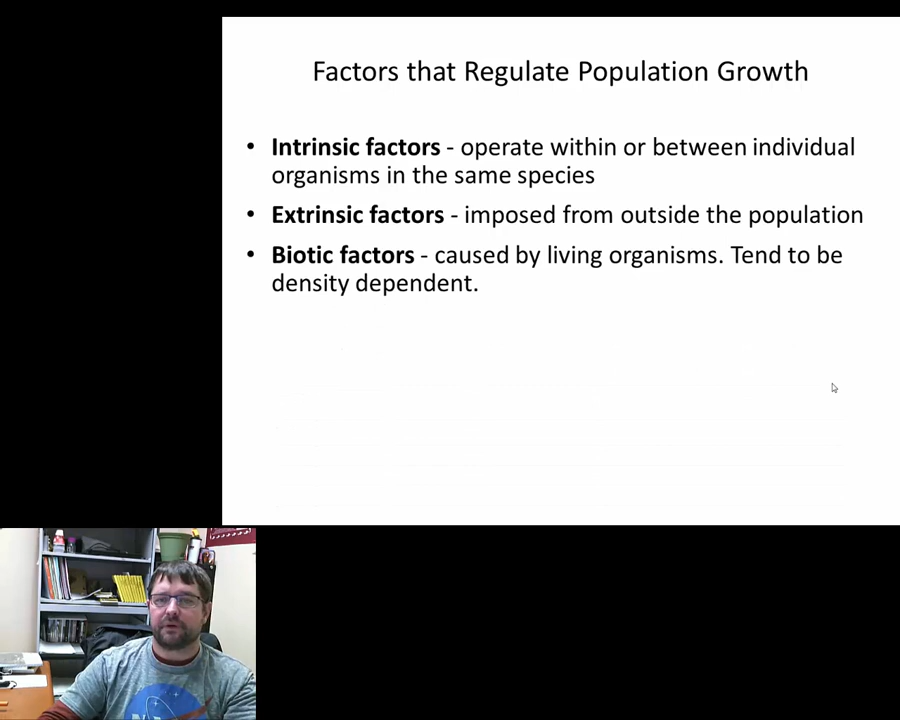 Factors that Regulate Population Growth
• Intrinsic factors - operate within or between individual
organisms in the same species
• Extrinsic factors - imposed from outside the population
• Biotic factors - caused by living organisms. Tend to be
density dependent.